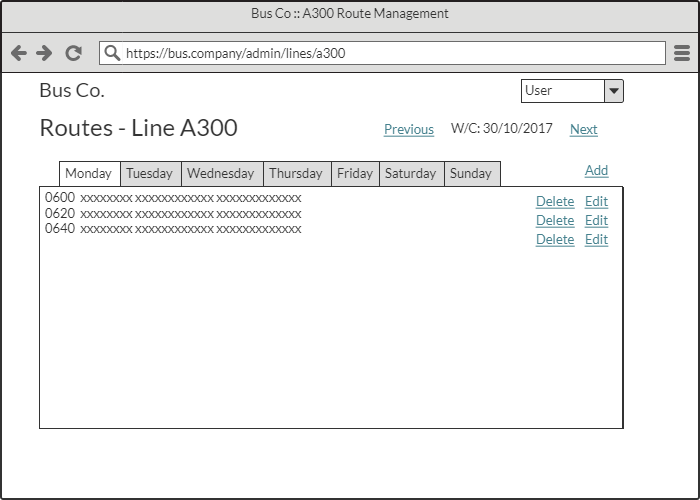 Bus Co :: A300 Route Management
https://bus.company/admin/lines/a300
Bus Co.
User
Routes - Line A300
Previous W/C: 30/10/2017 Next
Monday Tuesday Wednesday Thursday Friday Saturday Sunday
Add
0600 xxxxxxxx xxxxxxxxxxxx xxxxxxxxxxxxx
Delete Edit
0620 xxxxxxxx xxxxxxxxxxxx xxxxxxxxxxxxx
Delete Edit
0640 xxxxxxxx xxxxxxxxxxxx xxxxxxxxxxxxx
Delete Edit